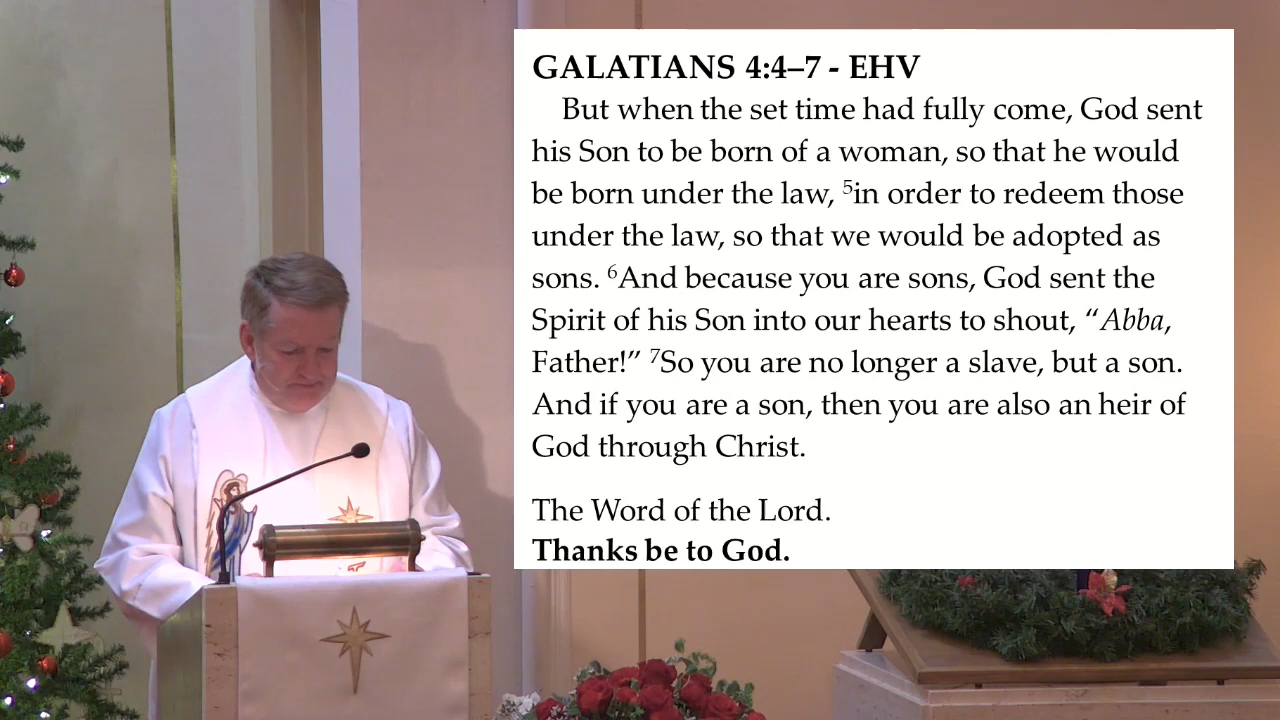 GALATIANS 4:4–7 - EHV
But when the set time had fully come, God sent
his Son to be born of a woman, so that he would
be born under the law, ⁵in order to redeem those
under the law, so that we would be adopted as
sons. ⁶And because you are sons, God sent the
Spirit of his Son into our hearts to shout, “Abba,
Father!” ⁷So you are no longer a slave, but a son.
And if you are a son, then you are also an heir of
God through Christ.
The Word of the Lord.
Thanks be to God.